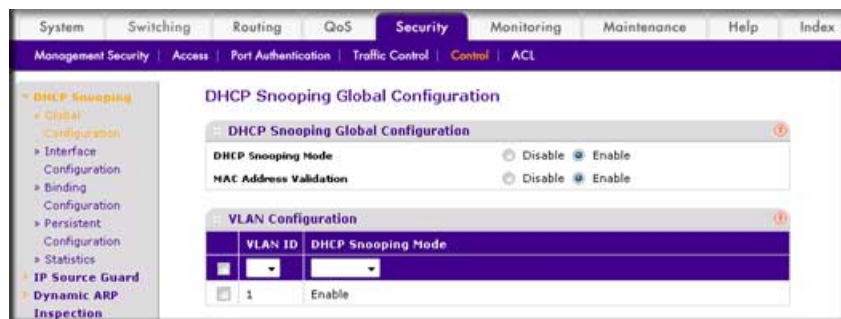 System Switching Routing QoS Security Monitoring Maintenance Help Index
Management Security | Access | Port Authentication | Traffic Control | Control | ACL
DHCP Snooping
Global
Configuration
Interface
Configuration
Binding
Configuration
Persistent
Configuration
Statistics
IP Source Guard
Dynamic ARP
Inspection
DHCP Snooping Global Configuration
DHCP Snooping Global Configuration
DHCP Snooping Mode Disable Enable
MAC Address Validation Disable Enable
VLAN Configuration
VLAN ID DHCP Snooping Mode
1 Enable